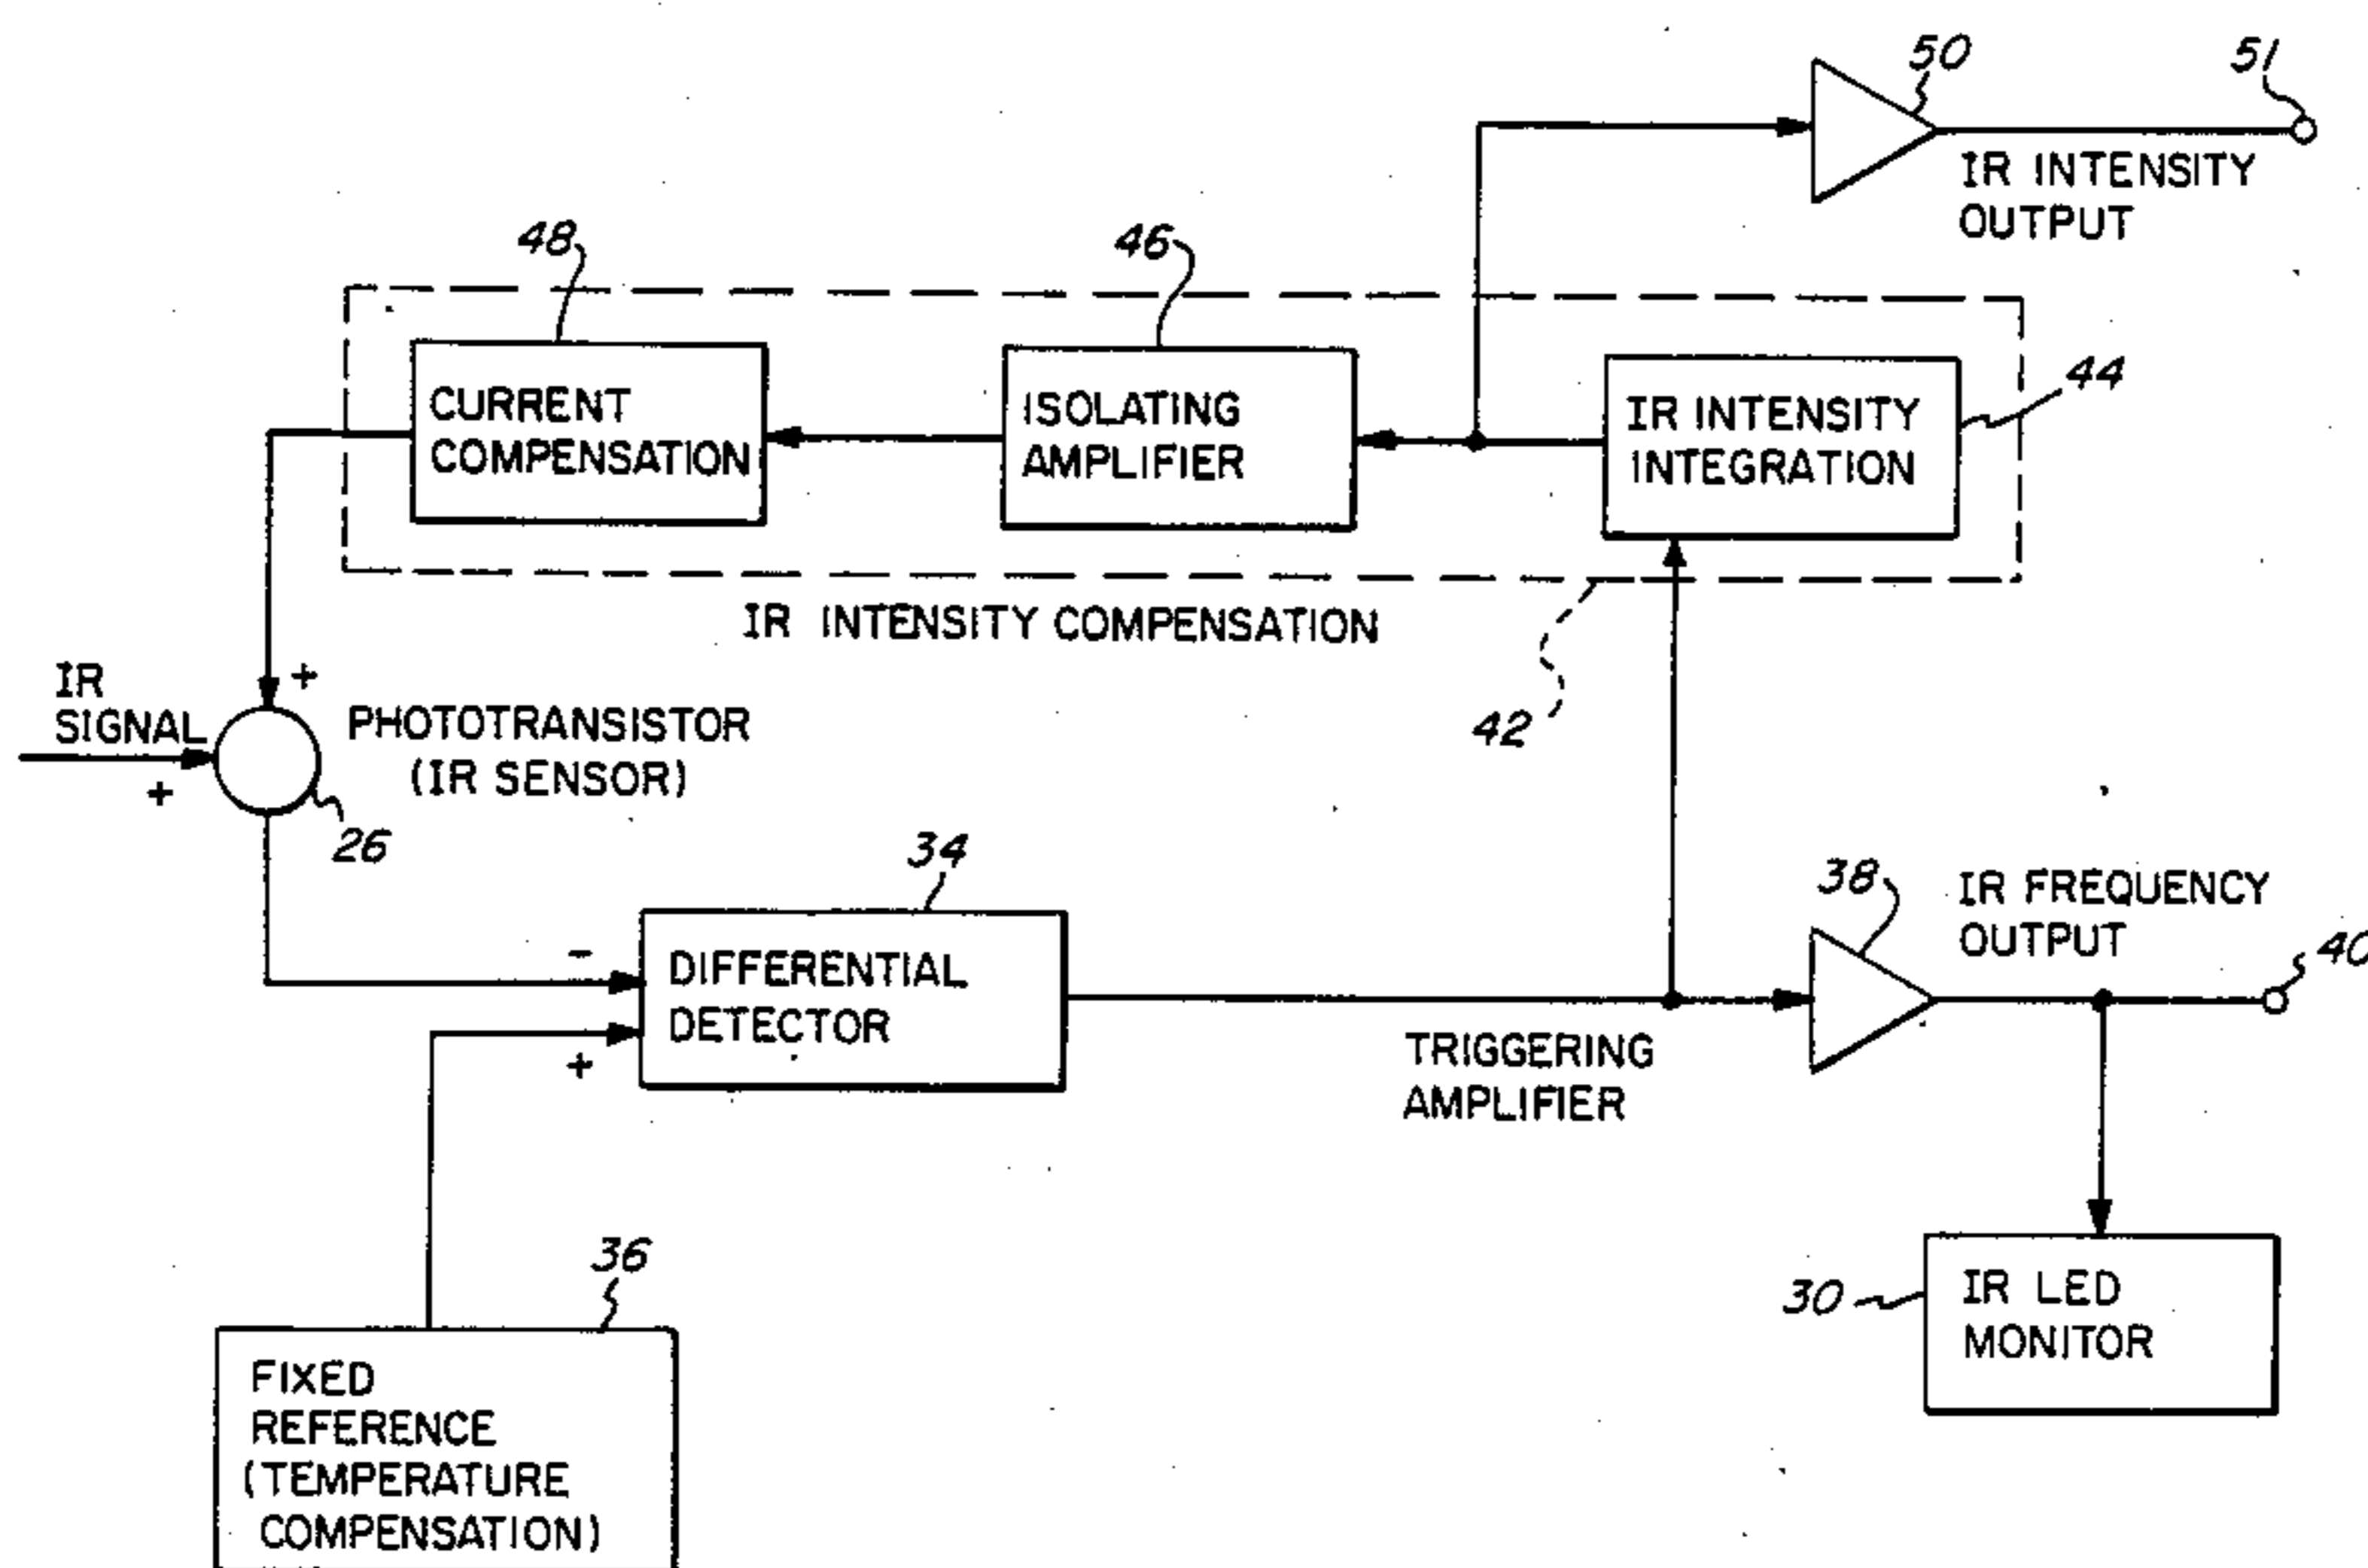 50
51
IR INTENSITY
OUTPUT
48
46
CURRENT
COMPENSATION
ISOLATING
AMPLIFIER
IR INTENSITY
INTEGRATION
44
IR INTENSITY COMPENSATION
42
IR
SIGNAL
+
+
PHOTOTRANSISTOR
(IR SENSOR)
26
34
-
+
DIFFERENTIAL
DETECTOR
TRIGGERING
AMPLIFIER
38
IR FREQUENCY
OUTPUT
40
36
FIXED
REFERENCE
(TEMPERATURE
COMPENSATION)
30
IR LED
MONITOR